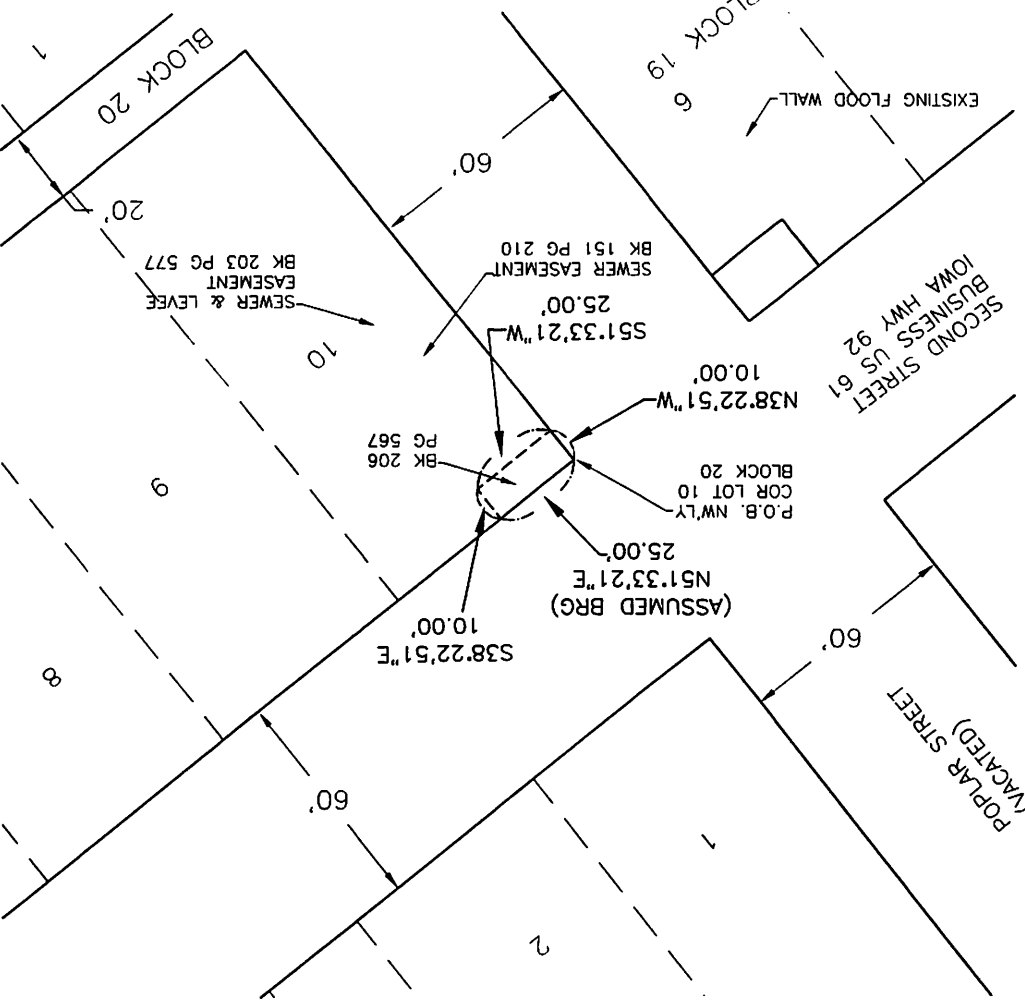 2
1
POPLAR STREET
(VACATED)
60'
60'
8
(ASSUMED BRG)
N51°33'21"E
25.00'
S38°22'51"E
10.00'
P.O.B. NW'LY
COR LOT 10
BLOCK 20
9
BK 206
PG 567
N38°22'51"W
10.00'
SECOND STREET
BUSINESS US 61
IOWA HWY 92
S51°33'21"W
25.00'
10
SEWER EASEMENT
BK 151 PG 210
SEWER & LEVEE
EASEMENT
BK 203 PG 577
20'
60'
EXISTING FLOOD WALL
6
LOCK 19
BLOCK 20
1